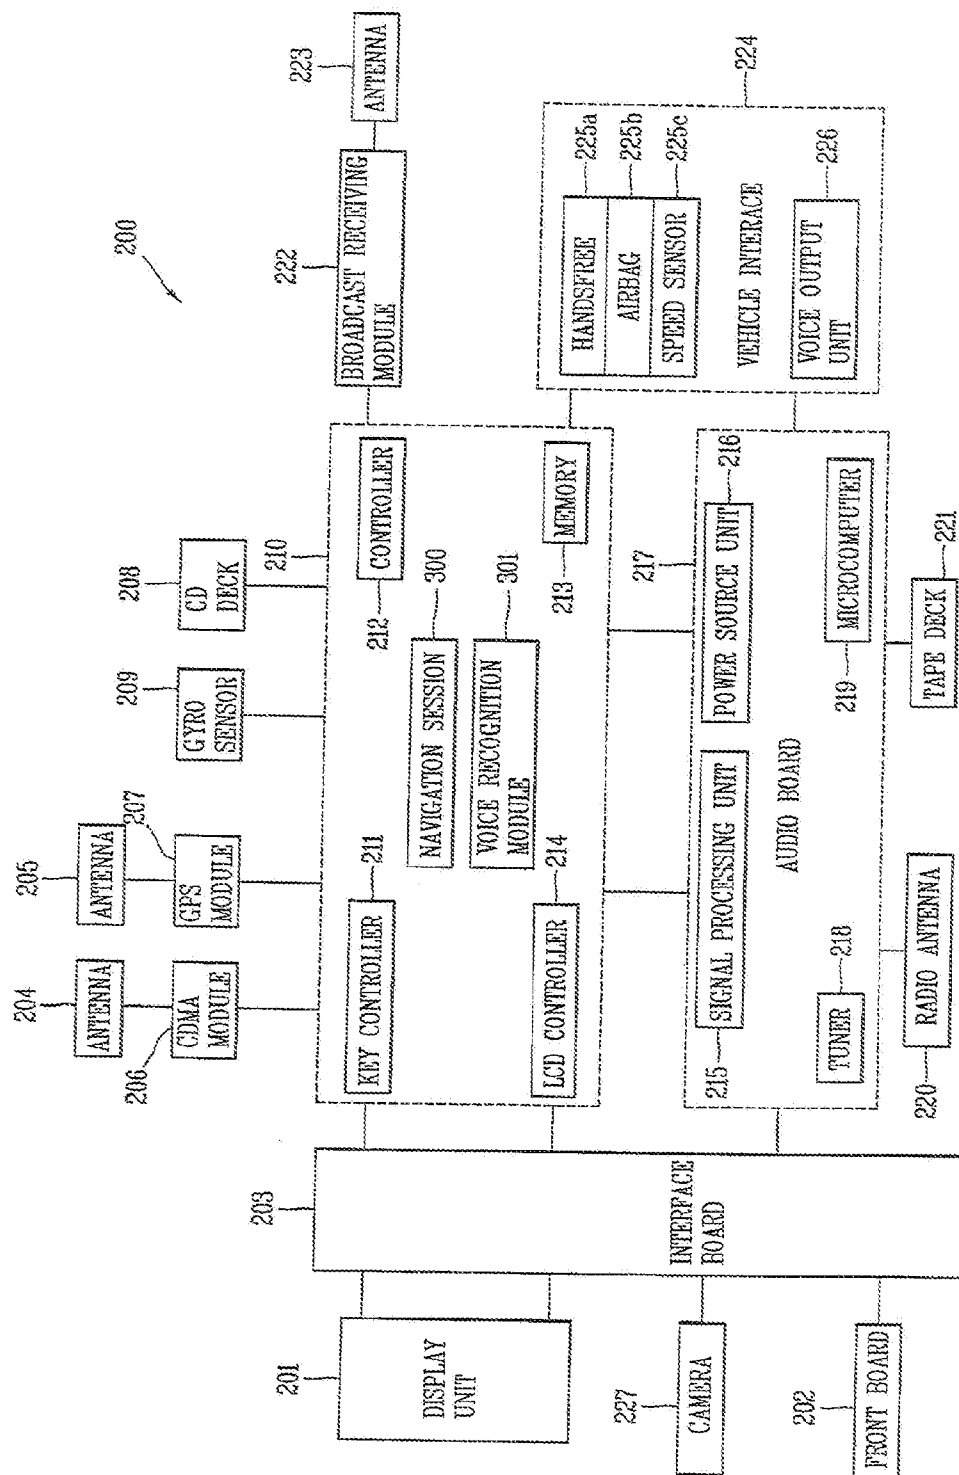 200
204
ANTENNA
205
ANTENNA
223
ANTENNA
206
CDMA
MODULE
207
GPS
MODULE
209
GYRO
SENSOR
208
CD
DECK
222
BROADCAST RECEIVING
MODULE
210
201
DISPLAY
UNIT
203
INTERFACE
BOARD
KEY CONTROLLER
211
212
CONTROLLER
NAVIGATION SESSION
300
VOICE RECOGNITION
MODULE
301
LCD CONTROLLER
214
213
MEMORY
224
HANDSFREE
225a
AIRBAG
225b
SPEED SENSOR
225c
VEHICLE INTERACE
VOICE OUTPUT
UNIT
226
227
CAMERA
202
FRONT BOARD
217
215
SIGNAL PROCESSING UNIT
POWER SOURCE UNIT
216
AUDIO BOARD
TUNER
218
219
MICROCOMPUTER
220
RADIO ANTENNA
TAPE DECK
221